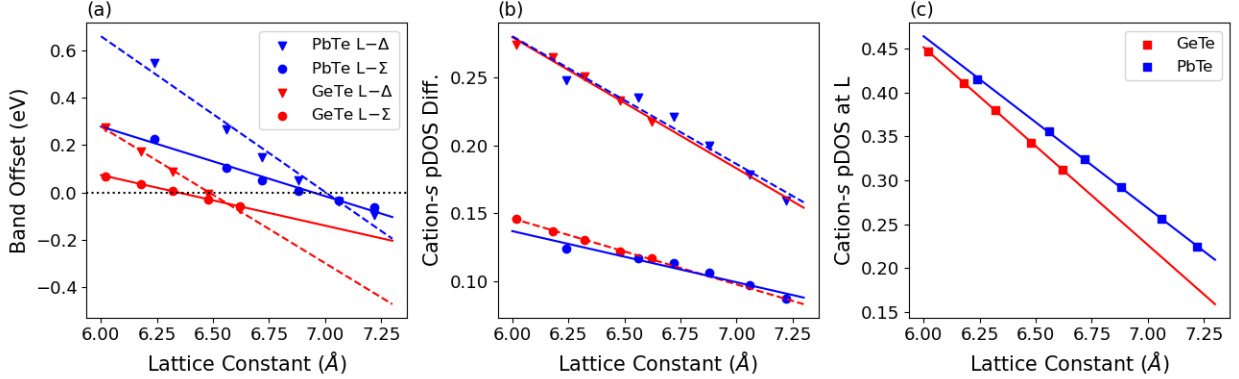 (a)
Band Offset (eV)
0.6
0.4
0.2
0.0
−0.2
−0.4
PbTe L−Δ
PbTe L−Σ
GeTe L−Δ
GeTe L−Σ
6.00 6.25 6.50 6.75 7.00 7.25
Lattice Constant (Å)
(b)
Cation-s pDOS Diff.
0.25
0.20
0.15
0.10
6.00 6.25 6.50 6.75 7.00 7.25
Lattice Constant (Å)
(c)
Cation-s pDOS at L
0.45
0.40
0.35
0.30
0.25
0.20
0.15
GeTe
PbTe
6.00 6.25 6.50 6.75 7.00 7.25
Lattice Constant (Å)